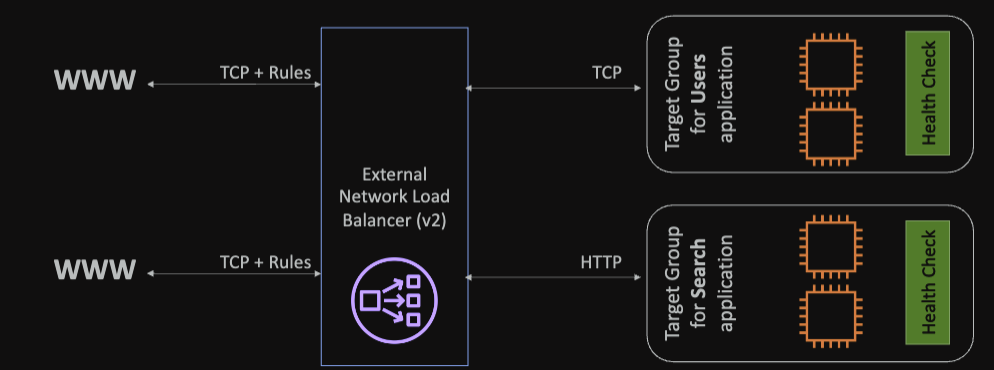 WWW
TCP + Rules
External
Network Load
Balancer (v2)
TCP
Target Group
for Users
application
Health Check
WWW
TCP + Rules
HTTP
Target Group
for Search
application
Health Check